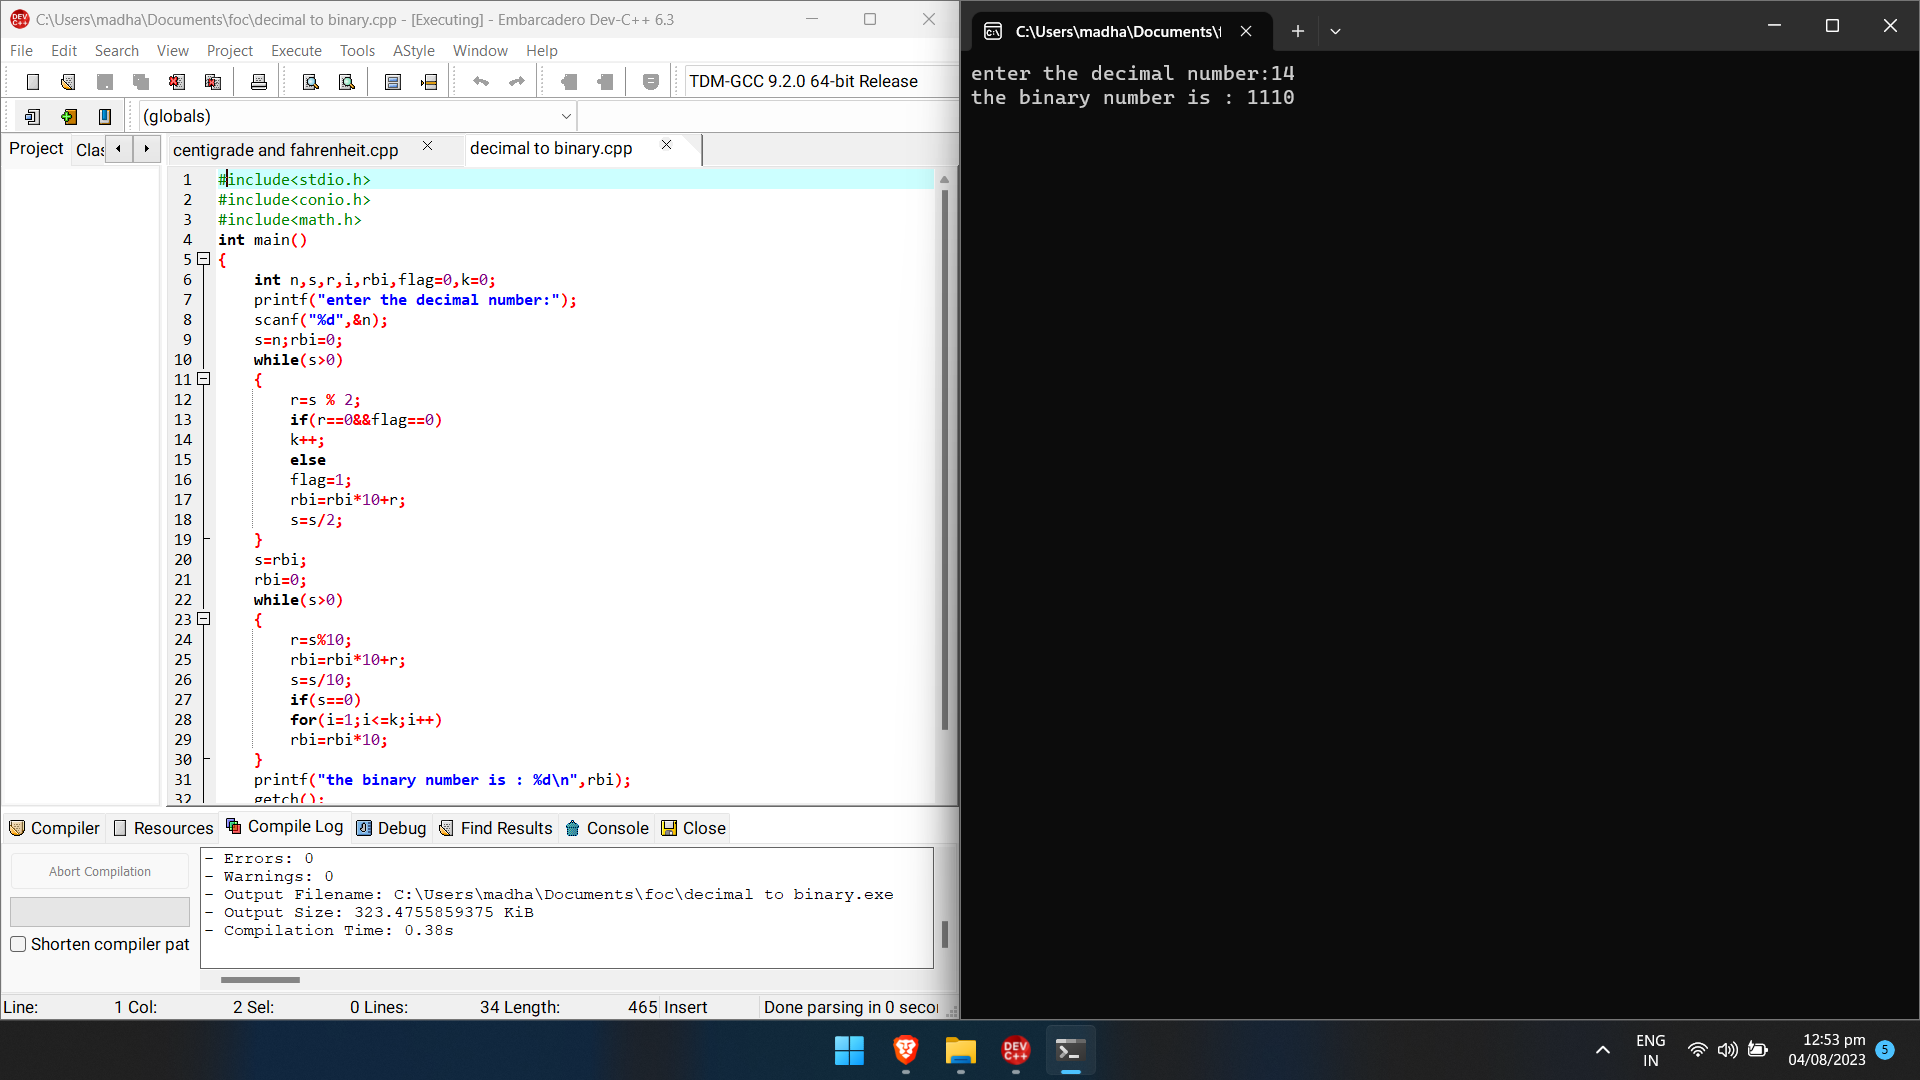 C:\Users\madha\Documents\foc\decimal to binary.cpp - [Executing] - Embarcadero Dev-C++ 6.3
File Edit Search View Project Execute Tools AStyle Window Help
TDM-GCC 9.2.0 64-bit Release
(globals)
Project Clas centigrade and fahrenheit.cpp decimal to binary.cpp
1 #include<stdio.h>
2 #include<conio.h>
3 #include<math.h>
4 int main()
5 {
6 int n,s,r,i,rbi,flag=0,k=0;
7 printf("enter the decimal number:");
8 scanf("%d",&n);
9 s=n;rbi=0;
10 while(s>0)
11 {
12 r=s % 2;
13 if(r==0&&flag==0)
14 k++;
15 else
16 flag=1;
17 rbi=rbi*10+r;
18 s=s/2;
19 }
20 s=rbi;
21 rbi=0;
22 while(s>0)
23 {
24 r=s%10;
25 rbi=rbi*10+r;
26 s=s/10;
27 if(s==0)
28 for(i=1;i<=k;i++)
29 rbi=rbi*10;
30 }
31 printf("the binary number is : %d\n",rbi);
32 getch();
Compiler Resources Compile Log Debug Find Results Console Close
Abort Compilation
Shorten compiler pat
- Errors: 0
- Warnings: 0
- Output Filename: C:\Users\madha\Documents\foc\decimal to binary.exe
- Output Size: 323.4755859375 KiB
- Compilation Time: 0.38s
Line: 1 Col: 2 Sel: 0 Lines: 34 Length: 465 Insert Done parsing in 0 seco
C:\Users\madha\Documents\f
enter the decimal number:14
the binary number is : 1110
DEV C++
ENG
IN
12:53 pm
04/08/2023
5